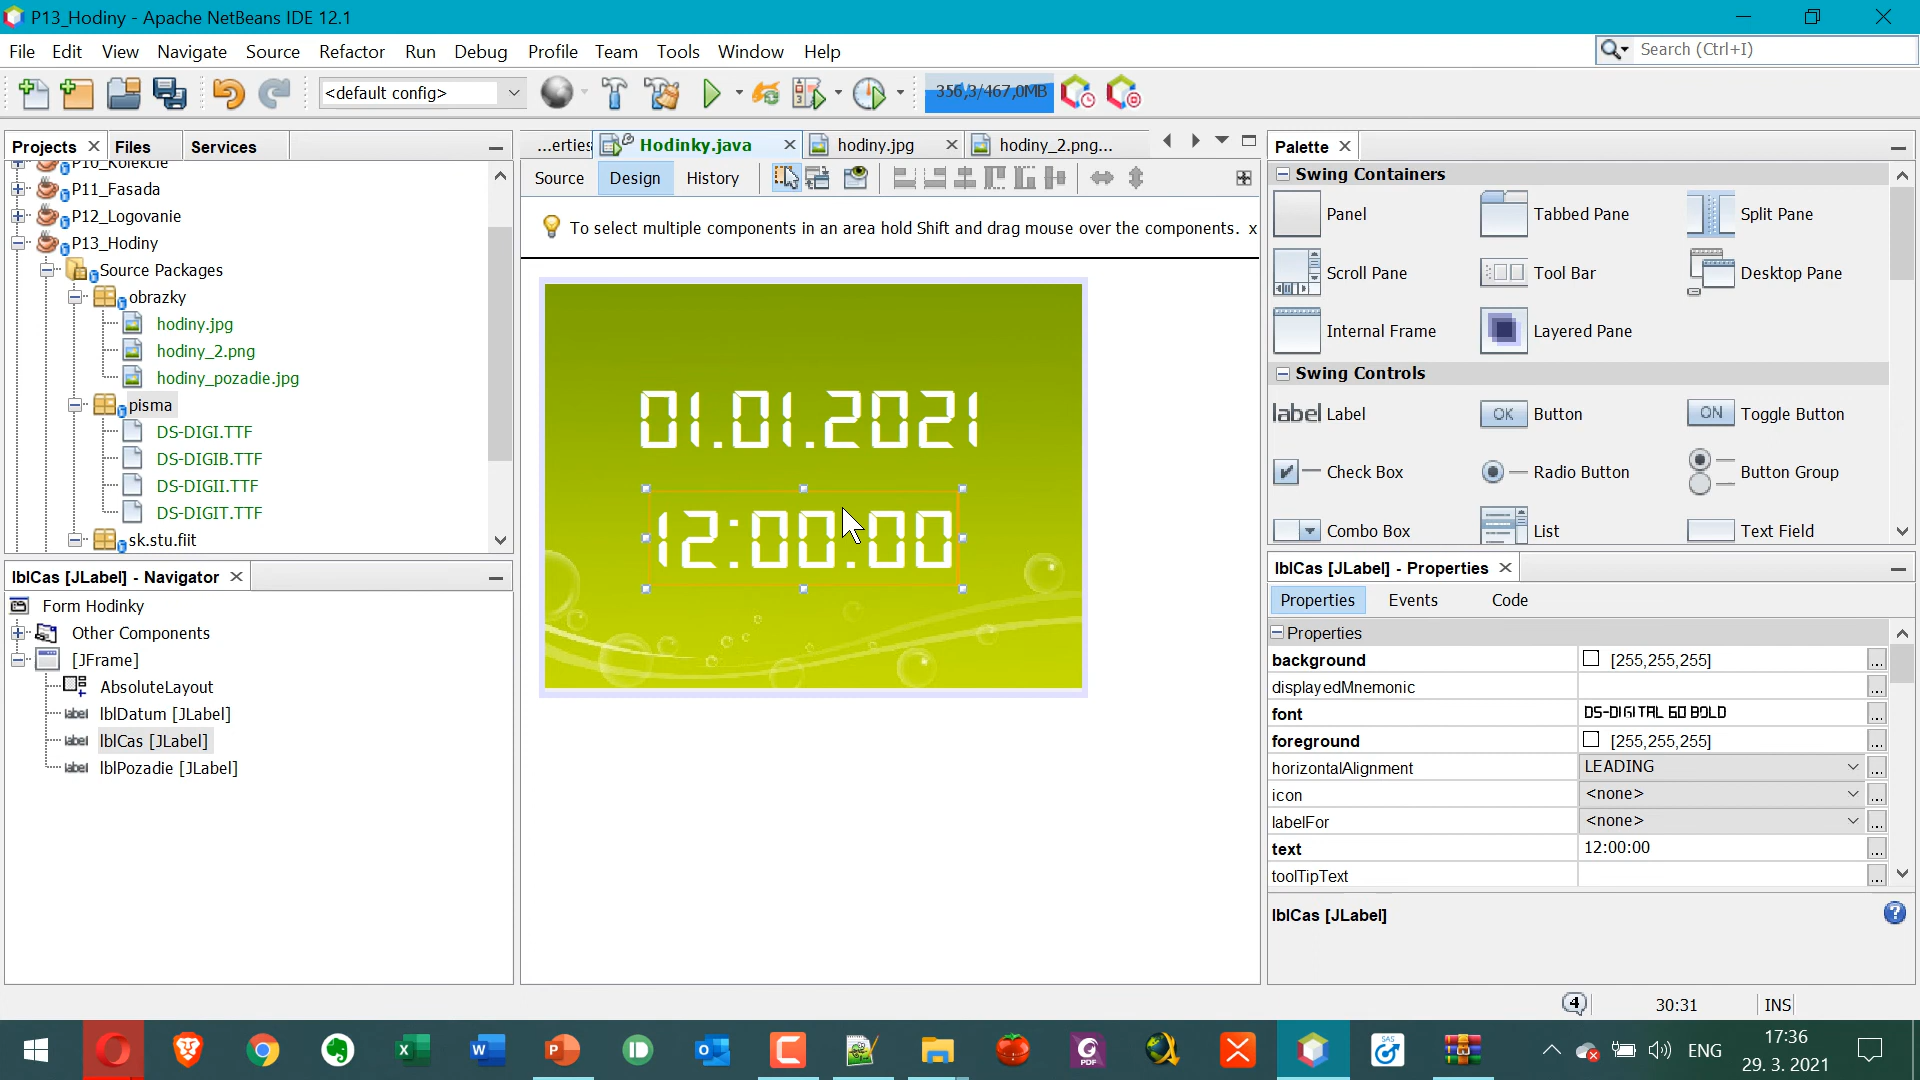 P13_Hodiny - Apache NetBeans IDE 12.1
File Edit View Navigate Source Refactor Run Debug Profile Team Tools Window Help
Search (Ctrl+I)
<default config>
356,3/467,0MB
Projects Files Services
P10_Kolekcie
P11_Fasada
P12_Logovanie
P13_Hodiny
Source Packages
obrazky
hodiny.jpg
hodiny_2.png
hodiny_pozadie.jpg
pisma
DS-DIGI.TTF
DS-DIGIB.TTF
DS-DIGII.TTF
DS-DIGIT.TTF
sk.stu.fiit
lblCas [JLabel] - Navigator
Form Hodinky
Other Components
[JFrame]
AbsoluteLayout
label lblDatum [JLabel]
label lblCas [JLabel]
label lblPozadie [JLabel]
...erties Hodinky.java hodiny.jpg hodiny_2.png...
Source Design History
To select multiple components in an area hold Shift and drag mouse over the components. x
01.01.2021
12:00:00
Palette
Swing Containers
Panel Tabbed Pane Split Pane
Scroll Pane Tool Bar Desktop Pane
Internal Frame Layered Pane
Swing Controls
label Label OK Button ON Toggle Button
Check Box Radio Button Button Group
Combo Box List Text Field
lblCas [JLabel] - Properties
Properties Events Code
Properties
background [255,255,255] ...
displayedMnemonic ...
font DS-DIGITAL 60 BOLD ...
foreground [255,255,255] ...
horizontalAlignment LEADING ...
icon <none> ...
labelFor <none> ...
text 12:00:00 ...
toolTipText ...
lblCas [JLabel]
4 30:31 INS
ENG
17:36
29. 3. 2021